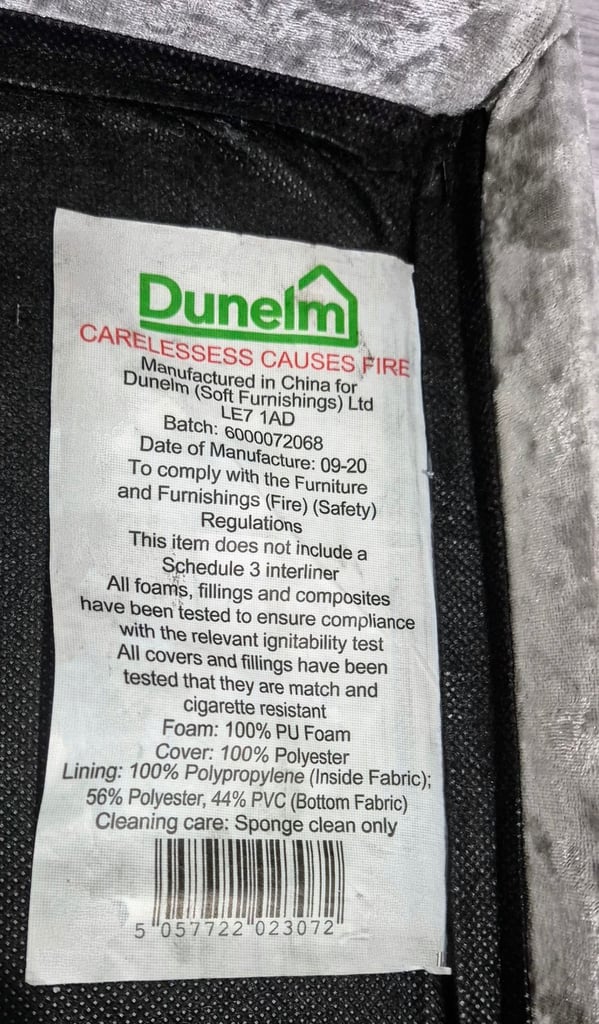 Dunelm
CARELESSESS CAUSES FIRE
Manufactured in China for
Dunelm (Soft Furnishings) Ltd
LE7 1AD
Batch: 6000072068
Date of Manufacture: 09-20
To comply with the Furniture
and Furnishings (Fire) (Safety)
Regulations
This item does not include a
Schedule 3 interliner
All foams, fillings and composites
have been tested to ensure compliance
with the relevant ignitability test
All covers and fillings have been
tested that they are match and
cigarette resistant
Foam: 100% PU Foam
Cover: 100% Polyester
Lining: 100% Polypropylene (Inside Fabric);
56% Polyester, 44% PVC (Bottom Fabric)
Cleaning care: Sponge clean only
5 057722 023072